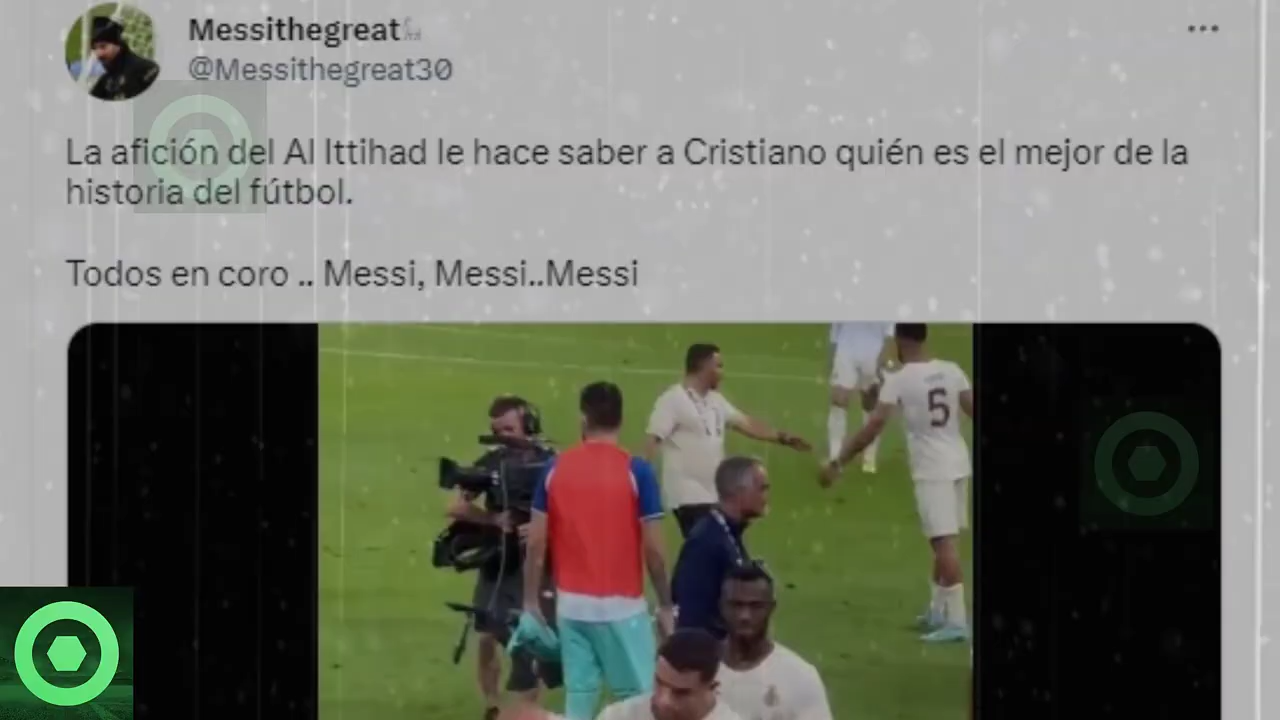 Messithegreat
@Messithegreat30
La afición del Al Ittihad le hace saber a Cristiano quién es el mejor de la
historia del fútbol.
Todos en coro .. Messi, Messi..Messi
5